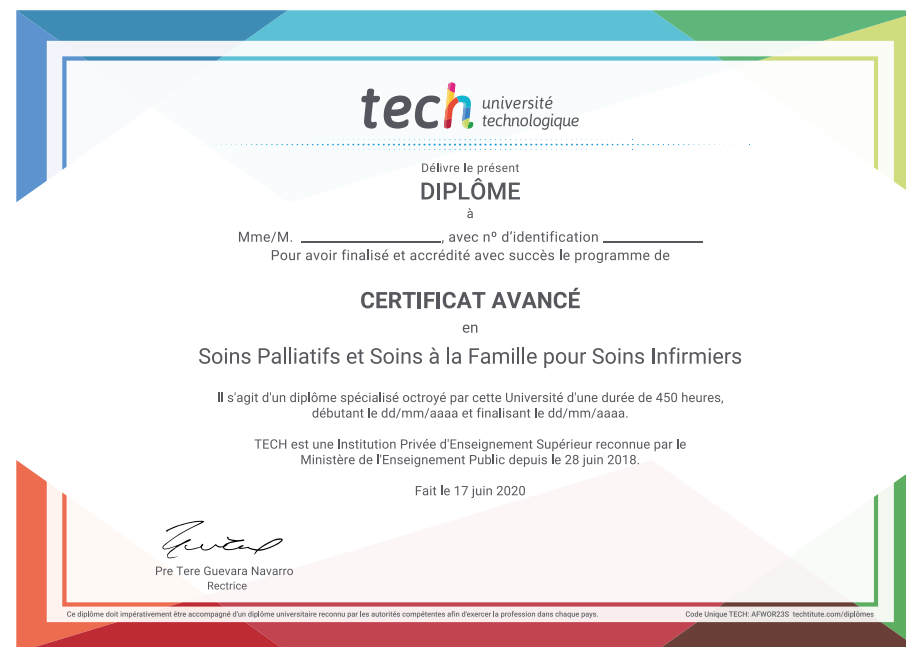 tech université
technologique
Délivre le présent
DIPLÔME
à
Mme/M. ____________________, avec nº d'identification ______________
Pour avoir finalisé et accrédité avec succès le programme de
CERTIFICAT AVANCÉ
en
Soins Palliatifs et Soins à la Famille pour Soins Infirmiers
Il s'agit d'un diplôme spécialisé octroyé par cette Université d'une durée de 450 heures,
débutant le dd/mm/aaaa et finalisant le dd/mm/aaaa.
TECH est une Institution Privée d'Enseignement Supérieur reconnue par le
Ministère de l'Enseignement Public depuis le 28 juin 2018.
Fait le 17 juin 2020
Pre Tere Guevara Navarro
Rectrice
Ce diplôme doit impérativement être accompagné d'un diplôme universitaire reconnu par les autorités compétentes afin d'exercer la profession dans chaque pays.
Code Unique TECH: AFWOR23S techtitute.com/diplômes